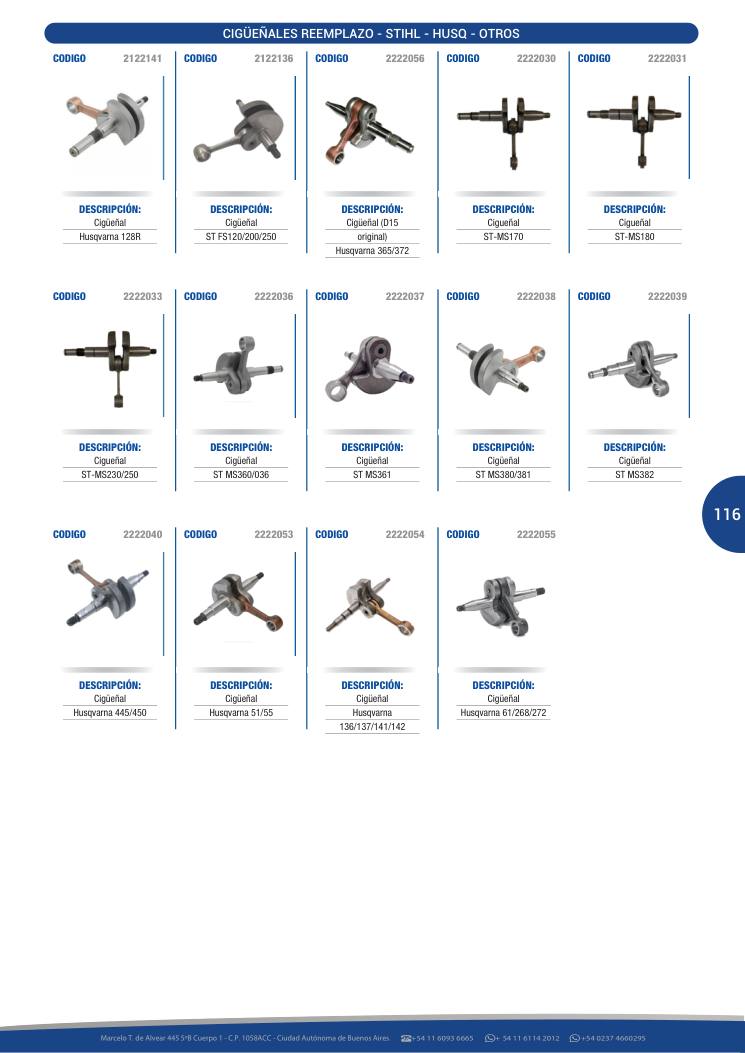 CIGÜEÑALES REEMPLAZO - STIHL - HUSQ - OTROS
CODIGO 2122141
DESCRIPCIÓN:
Cigüeñal
Husqvarna 128R
CODIGO 2122136
DESCRIPCIÓN:
Cigüeñal
ST FS120/200/250
CODIGO 2222056
DESCRIPCIÓN:
Cigüeñal (D15
original)
Husqvarna 365/372
CODIGO 2222030
DESCRIPCIÓN:
Cigueñal
ST-MS170
CODIGO 2222031
DESCRIPCIÓN:
Cigueñal
ST-MS180
CODIGO 2222033
DESCRIPCIÓN:
Cigueñal
ST-MS230/250
CODIGO 2222036
DESCRIPCIÓN:
Cigüeñal
ST MS360/036
CODIGO 2222037
DESCRIPCIÓN:
Cigüeñal
ST MS361
CODIGO 2222038
DESCRIPCIÓN:
Cigüeñal
ST MS380/381
CODIGO 2222039
DESCRIPCIÓN:
Cigüeñal
ST MS382
116
CODIGO 2222040
DESCRIPCIÓN:
Cigüeñal
Husqvarna 445/450
CODIGO 2222053
DESCRIPCIÓN:
Cigüeñal
Husqvarna 51/55
CODIGO 2222054
DESCRIPCIÓN:
Cigüeñal
Husqvarna
136/137/141/142
CODIGO 2222055
DESCRIPCIÓN:
Cigüeñal
Husqvarna 61/268/272
Marcelo T. de Alvear 445 5ºB Cuerpo 1 - C.P. 1058ACC - Ciudad Autónoma de Buenos Aires. +54 11 6093 6665 + 54 11 6114 2012 +54 0237 4660295